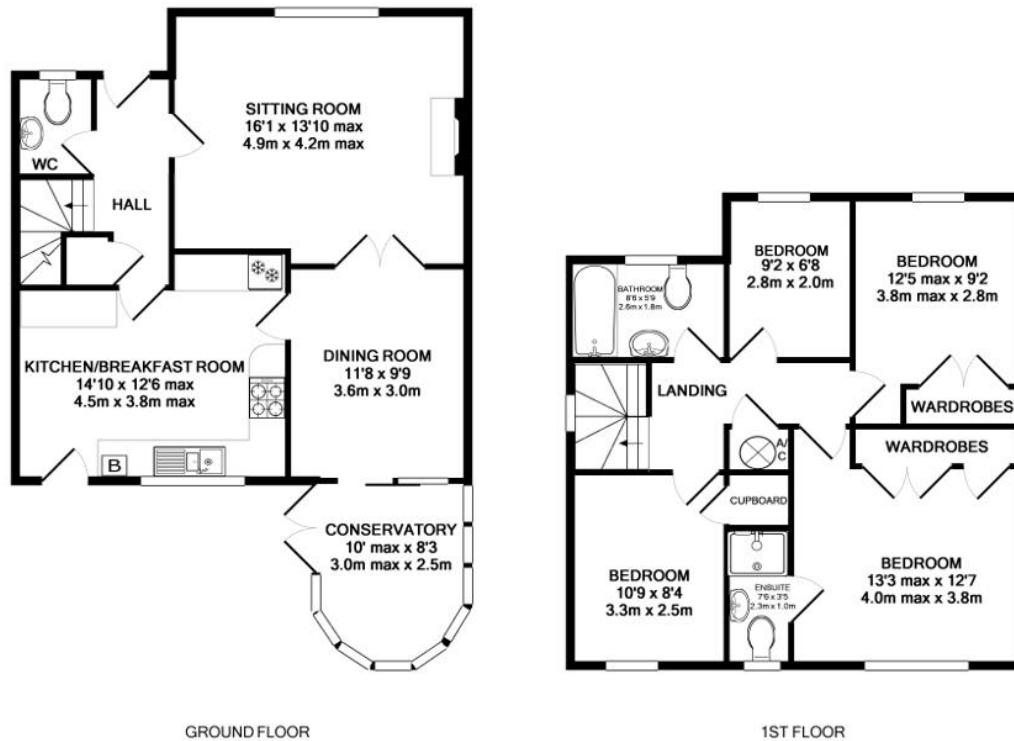 SITTING ROOM
16'1 x 13'10 max
4.9m x 4.2m max
WC
HALL
KITCHEN/BREAKFAST ROOM
14'10 x 12'6 max
4.5m x 3.8m max
DINING ROOM
11'8 x 9'9
3.6m x 3.0m
B
CONSERVATORY
10' max x 8'3
3.0m max x 2.5m
GROUND FLOOR
BEDROOM
9'2 x 6'8
2.8m x 2.0m
BEDROOM
12'5 max x 9'2
3.8m max x 2.8m
BATHROOM
8'6 x 5'9
2.6m x 1.8m
LANDING
WARDROBES
WARDROBES
A/
C
CUPBOARD
BEDROOM
10'9 x 8'4
3.3m x 2.5m
ENSUITE
7'6 x 3'5
2.3m x 1.0m
BEDROOM
13'3 max x 12'7
4.0m max x 3.8m
1ST FLOOR